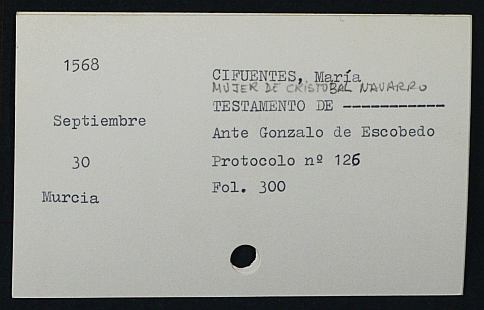 1568
Septiembre
30
Murcia
CIFUENTES, María
MUJER DE CRISTOBAL NAVARRO
TESTAMENTO DE -----------
Ante Gonzalo de Escobedo
Protocolo nº 126
Fol. 300